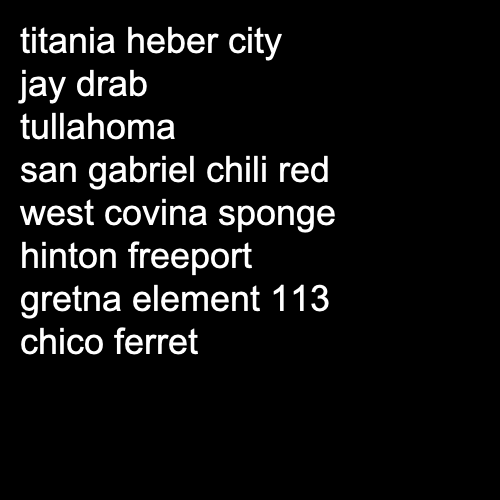 titania heber city
jay drab
tullahoma
san gabriel chili red
west covina sponge
hinton freeport
gretna element 113
chico ferret